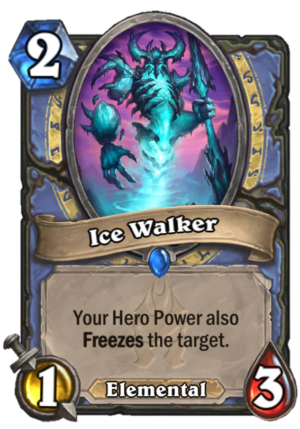 2
Ice Walker
Your Hero Power also
Freezes the target.
1
Elemental
3